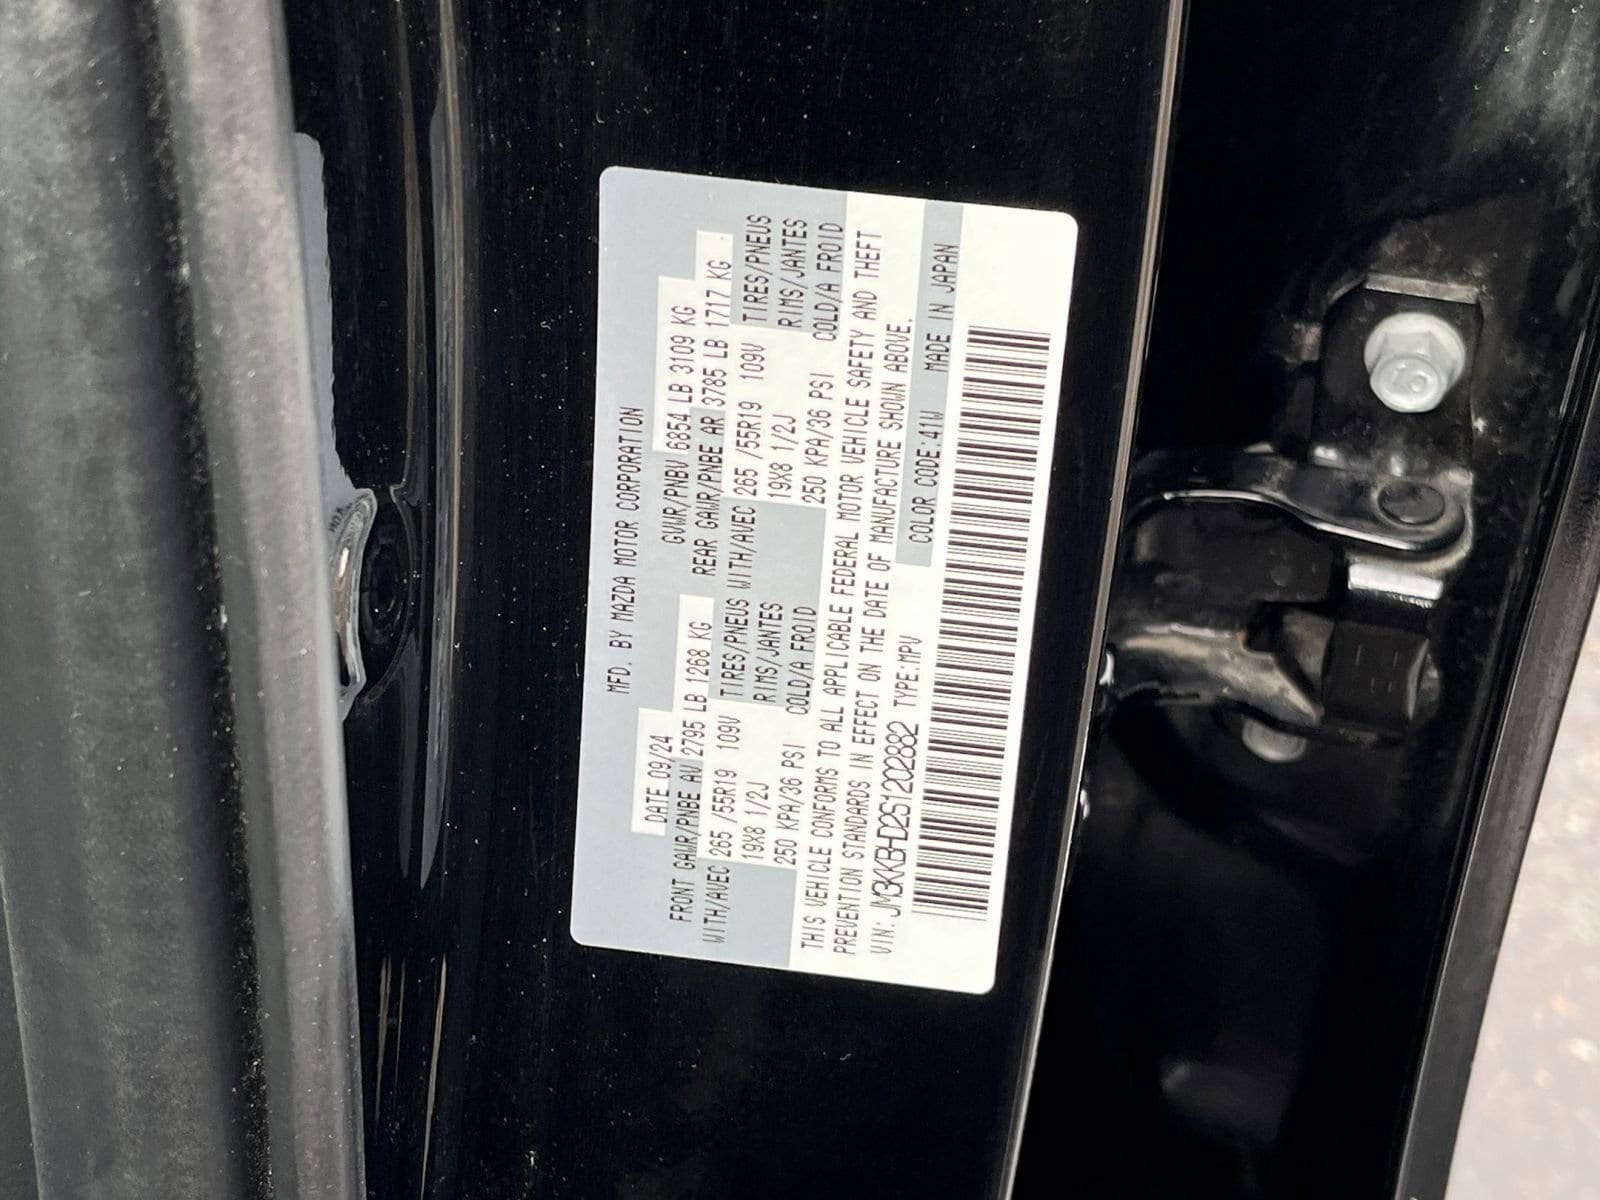 MFD. BY MAZDA MOTOR CORPORATION
DATE 09/24 GVWR/PNBV 6854 LB 3109 KG
FRONT GAWR/PNBE AV 2795 LB 1268 KG REAR GAWR/PNBE AR 3785 LB 1717 KG
WITH/AVEC 265 /55R19 109V TIRES/PNEUS WITH/AVEC 265 /55R19 109V TIRES/PNEUS
19X8 1/2J RIMS/JANTES 19X8 1/2J RIMS/JANTES
250 KPA/36 PSI COLD/A FROID 250 KPA/36 PSI COLD/A FROID
THIS VEHICLE CONFORMS TO ALL APPLICABLE FEDERAL MOTOR VEHICLE SAFETY AND THEFT
PREVENTION STANDARDS IN EFFECT ON THE DATE OF MANUFACTURE SHOWN ABOVE.
VIN:JM3KKBHD2S1202882 TYPE:MPV COLOR CODE:41W MADE IN JAPAN